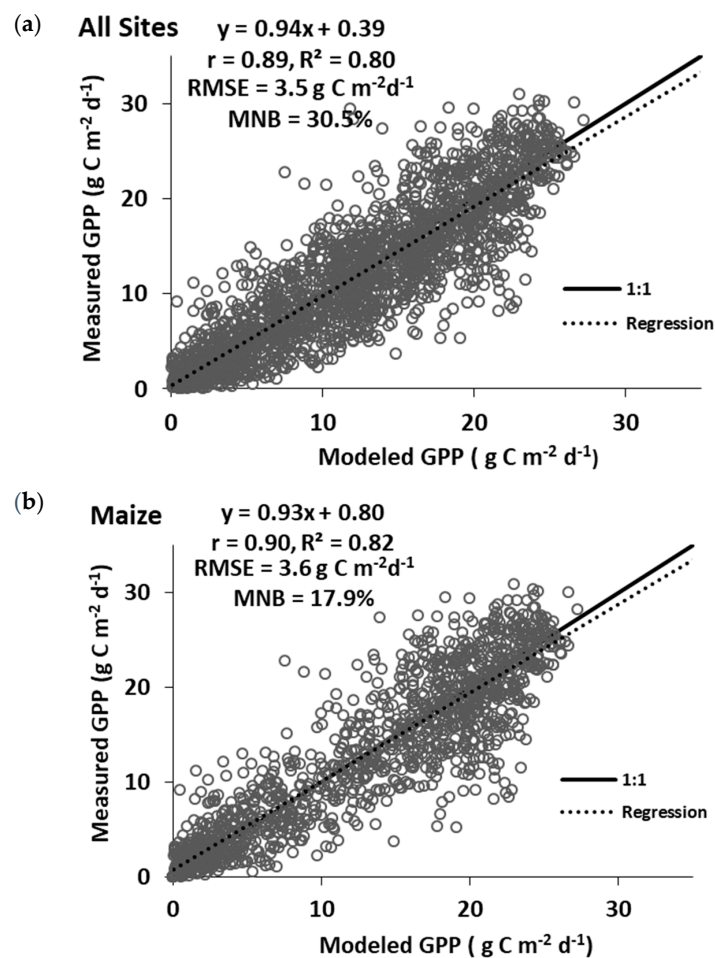 (a)
All Sites
y = 0.94x + 0.39
r = 0.89, R² = 0.80
RMSE = 3.5 g C m⁻²d⁻¹
MNB = 30.5%
Measured GPP (g C m⁻² d⁻¹)
30
20
10
0
1:1
Regression
0 10 20 30
Modeled GPP ( g C m⁻² d⁻¹)
(b)
Maize
y = 0.93x + 0.80
r = 0.90, R² = 0.82
RMSE = 3.6 g C m⁻²d⁻¹
MNB = 17.9%
Measured GPP (g C m⁻² d⁻¹)
30
20
10
0
1:1
Regression
0 10 20 30
Modeled GPP ( g C m⁻² d⁻¹)